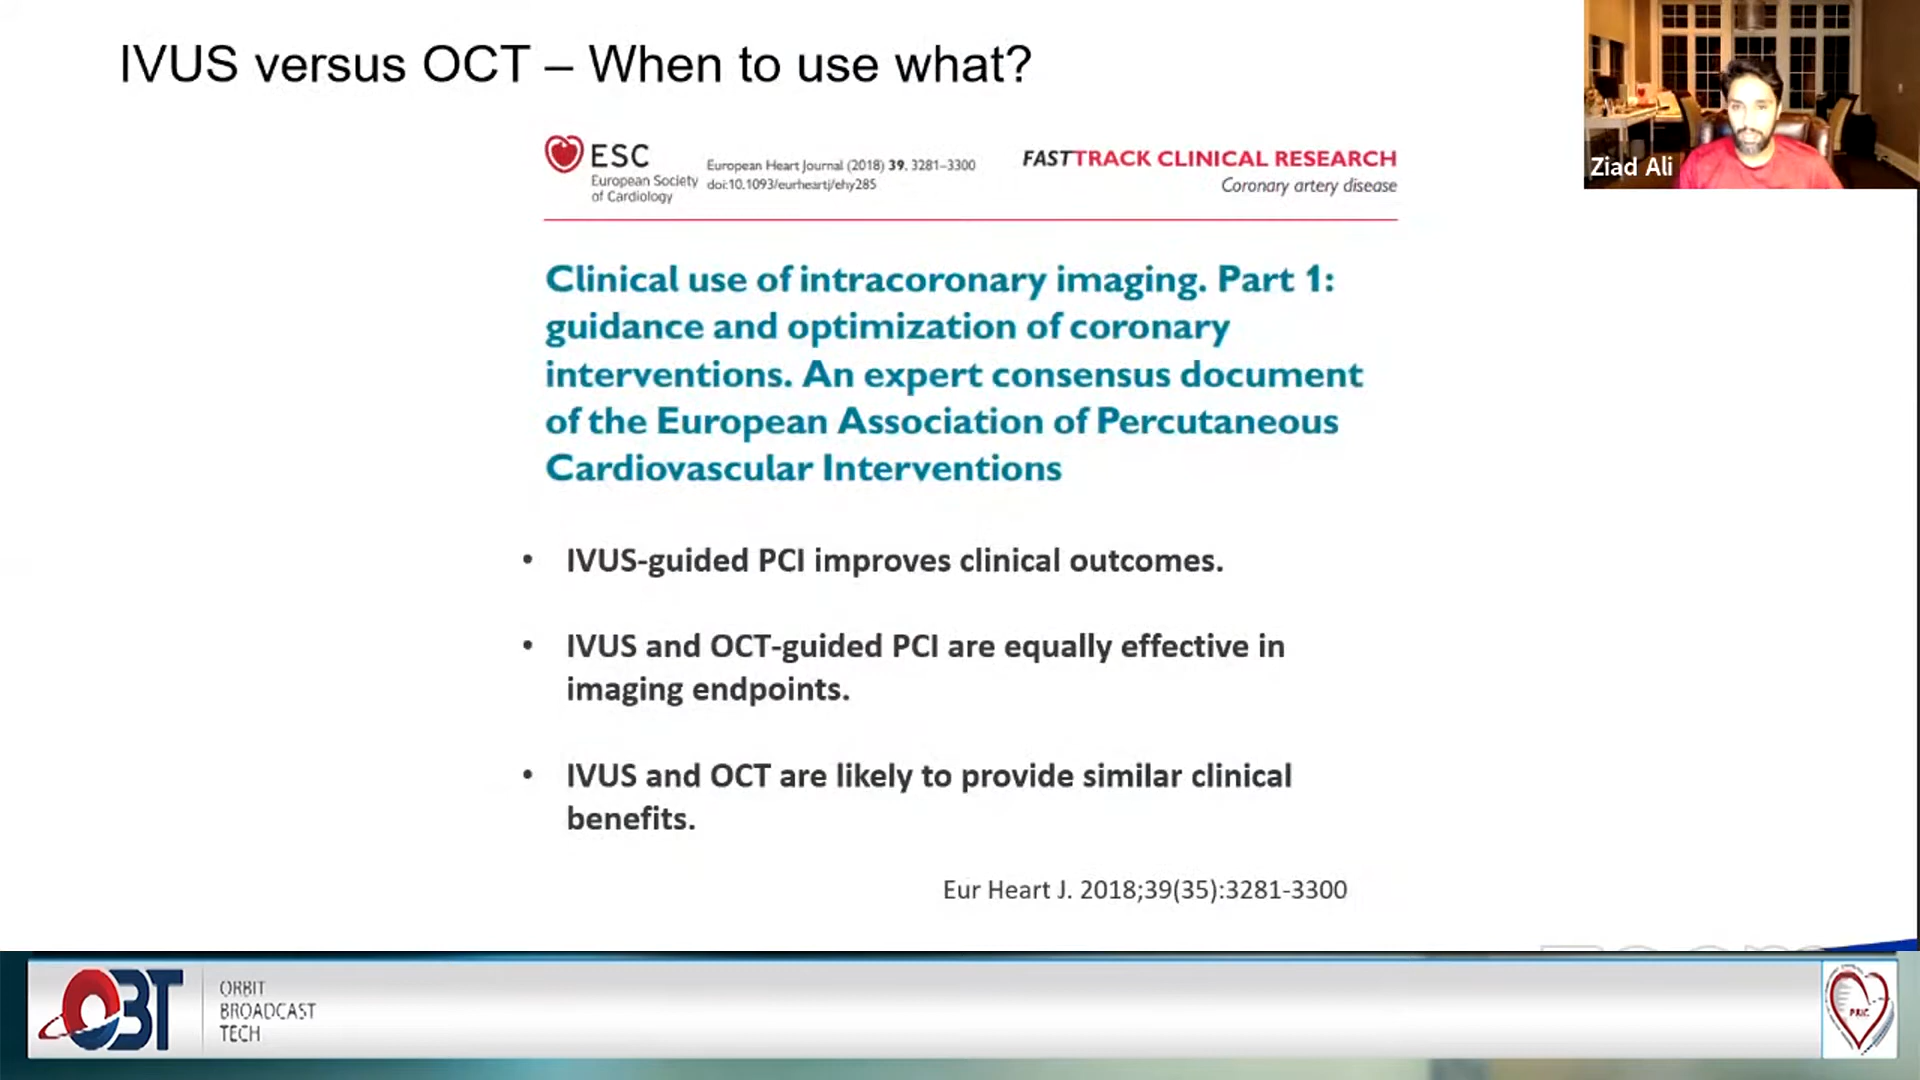 IVUS versus OCT – When to use what?
Ziad Ali
ESC
European Society
of Cardiology
European Heart Journal (2018) 39, 3281–3300
doi:10.1093/eurheartj/ehy285
FASTTRACK CLINICAL RESEARCH
Coronary artery disease
Clinical use of intracoronary imaging. Part 1:
guidance and optimization of coronary
interventions. An expert consensus document
of the European Association of Percutaneous
Cardiovascular Interventions
• IVUS-guided PCI improves clinical outcomes.
• IVUS and OCT-guided PCI are equally effective in
imaging endpoints.
• IVUS and OCT are likely to provide similar clinical
benefits.
Eur Heart J. 2018;39(35):3281-3300
zoom
OBT
ORBIT
BROADCAST
TECH
PRIC